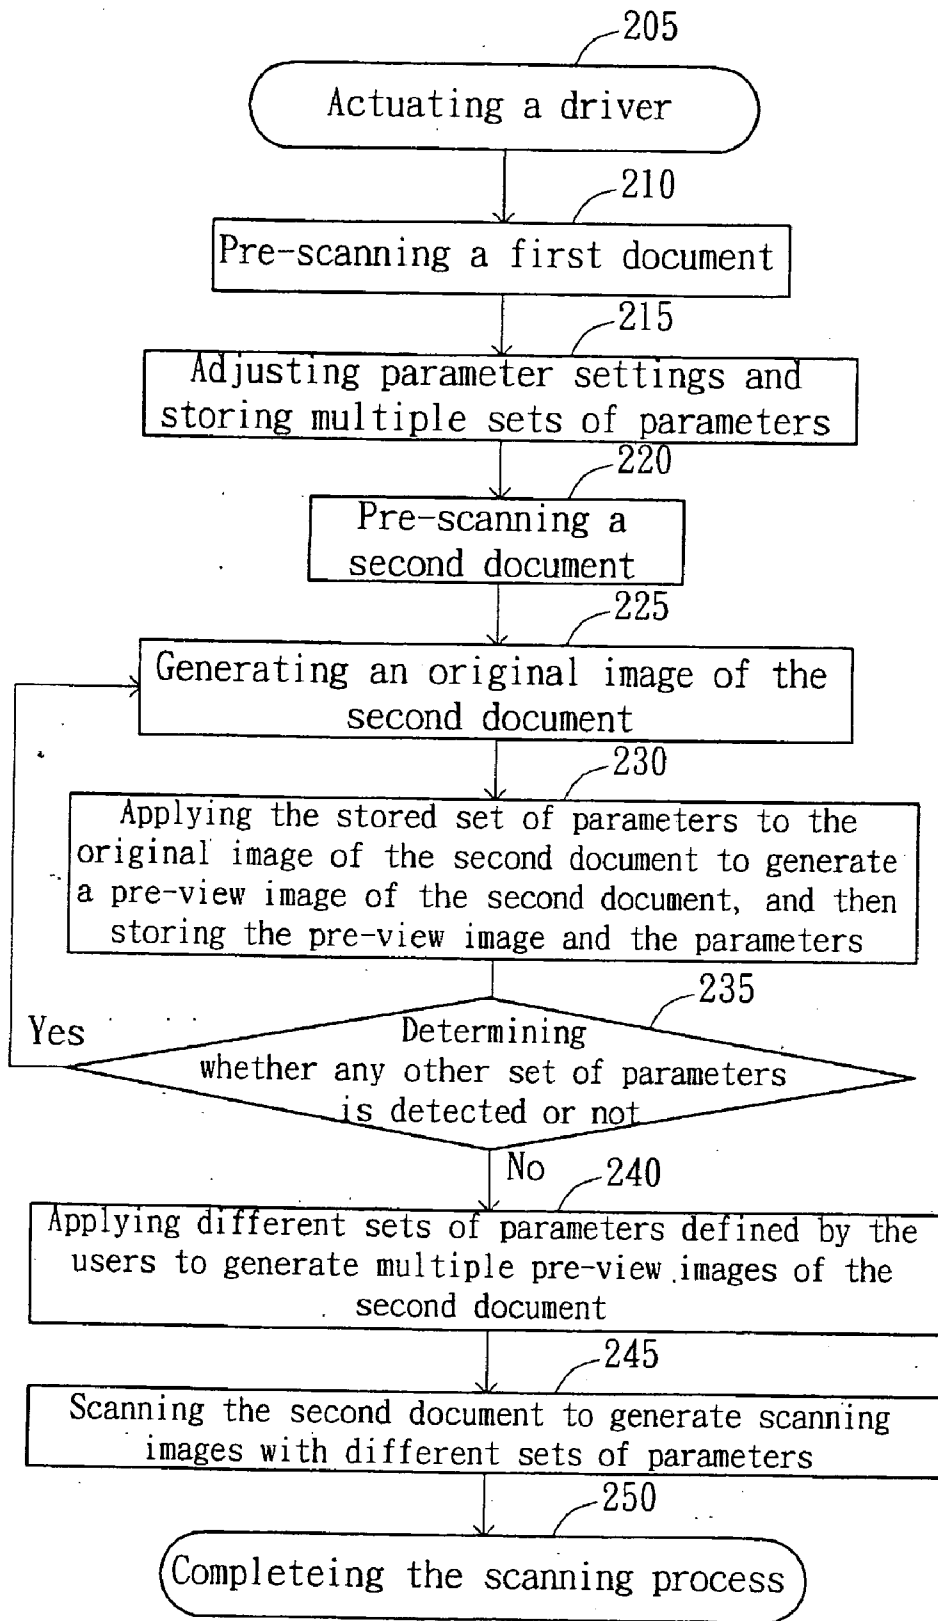 205
Actuating a driver
210
Pre-scanning a first document
215
Adjusting parameter settings and
storing multiple sets of parameters
220
Pre-scanning a
second document
225
Generating an original image of the
second document
230
Applying the stored set of parameters to the
original image of the second document to generate
a pre-view image of the second document, and then
storing the pre-view image and the parameters
235
Yes
Determining
whether any other set of parameters
is detected or not
No
240
Applying different sets of parameters defined by the
users to generate multiple pre-view images of the
second document
245
Scanning the second document to generate scanning
images with different sets of parameters
250
Completeing the scanning process